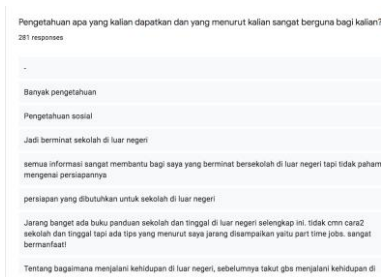 Pengetahuan apa yang kalian dapatkan dan yang menurut kalian sangat berguna bagi kalian?
281 responses
-
Banyak pengetahuan
Pengetahuan sosial
Jadi berminat sekolah di luar negeri
semua informasi sangat membantu bagi saya yang berminat bersekolah di luar negeri tapi tidak paham
mengenai persiapannya
persiapan yang dibutuhkan untuk sekolah di luar negeri
Jarang banget ada buku panduan sekolah dan tinggal di luar negeri selengkap ini. tidak cmn cara2
sekolah dan tinggal tapi ada tips yang menurut saya jarang disampaikan yaitu part time jobs. sangat
bermanfaat!
Tentang bagaimana menjalani kehidupan di luar negeri, sebelumnya takut gbs menjalani kehidupan di